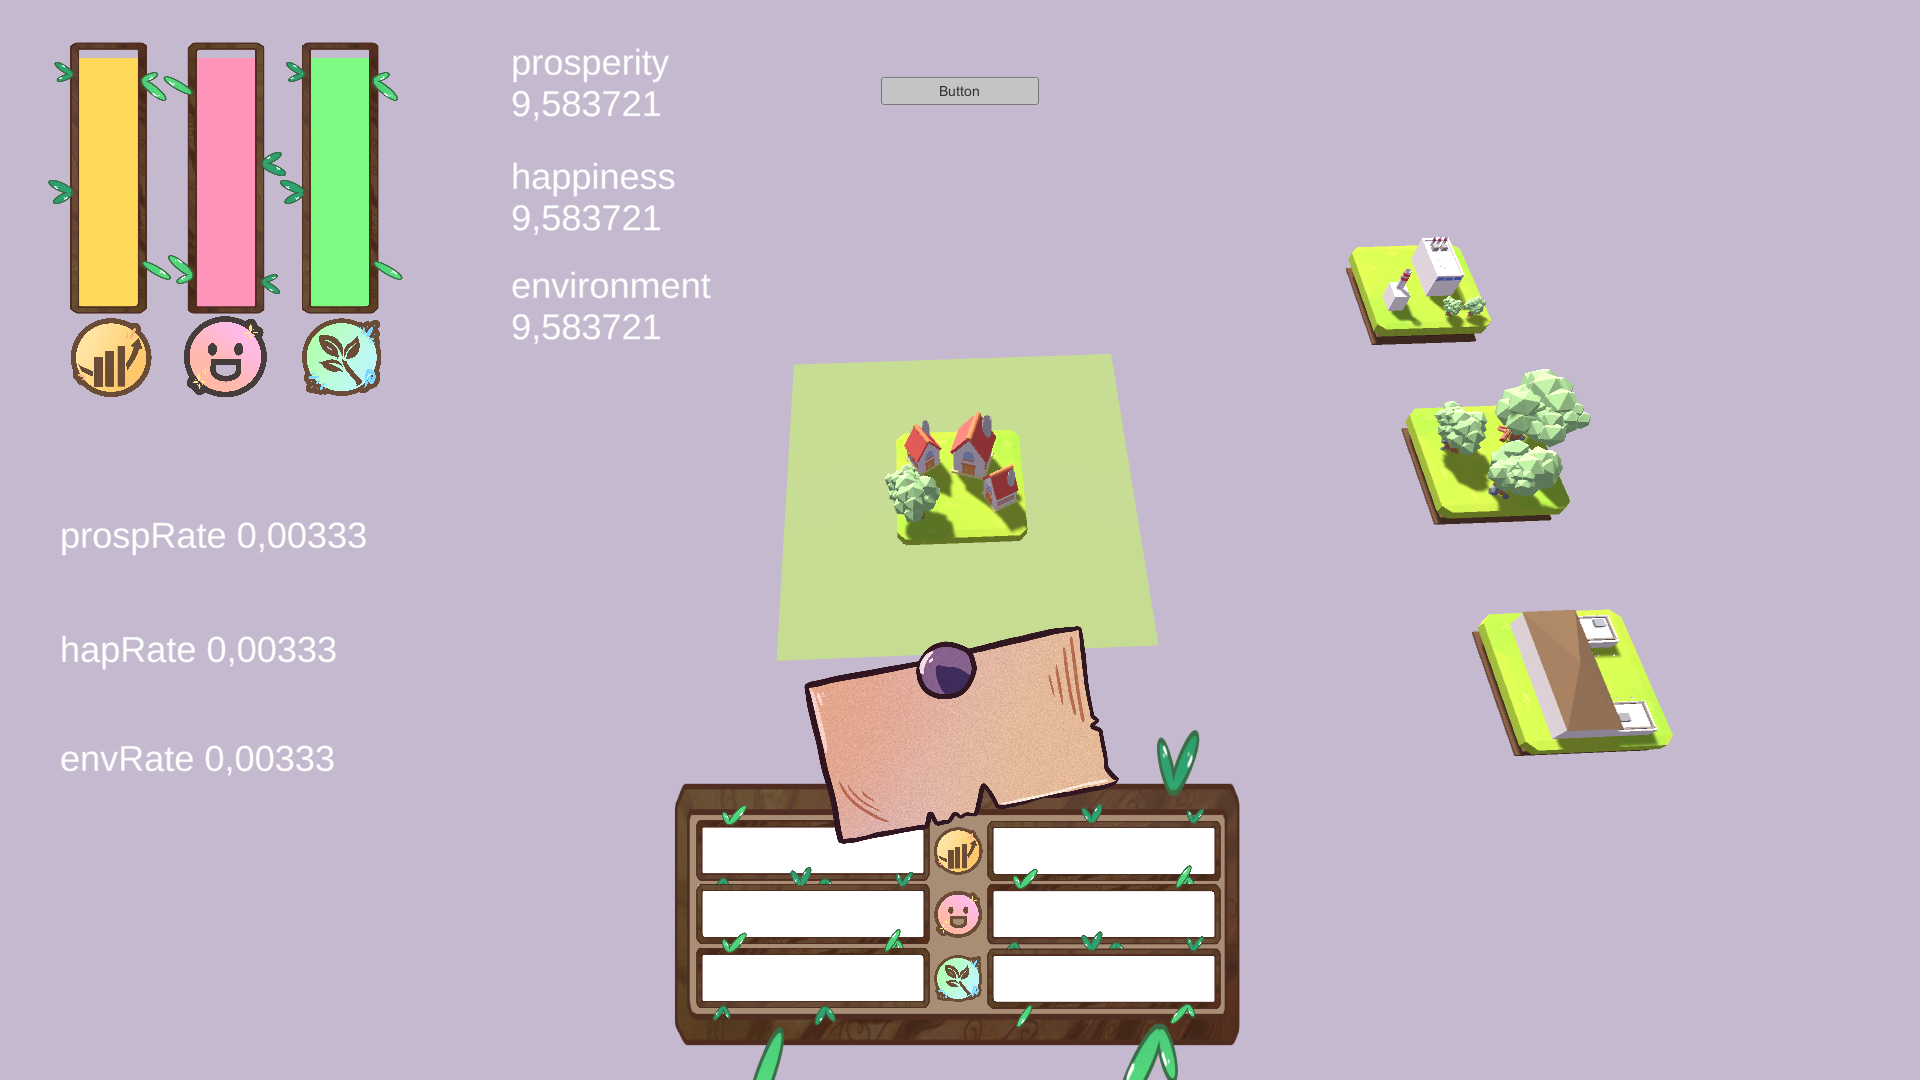 prosperity
9,583721
Button
happiness
9,583721
environment
9,583721
prospRate 0,00333
hapRate 0,00333
envRate 0,00333